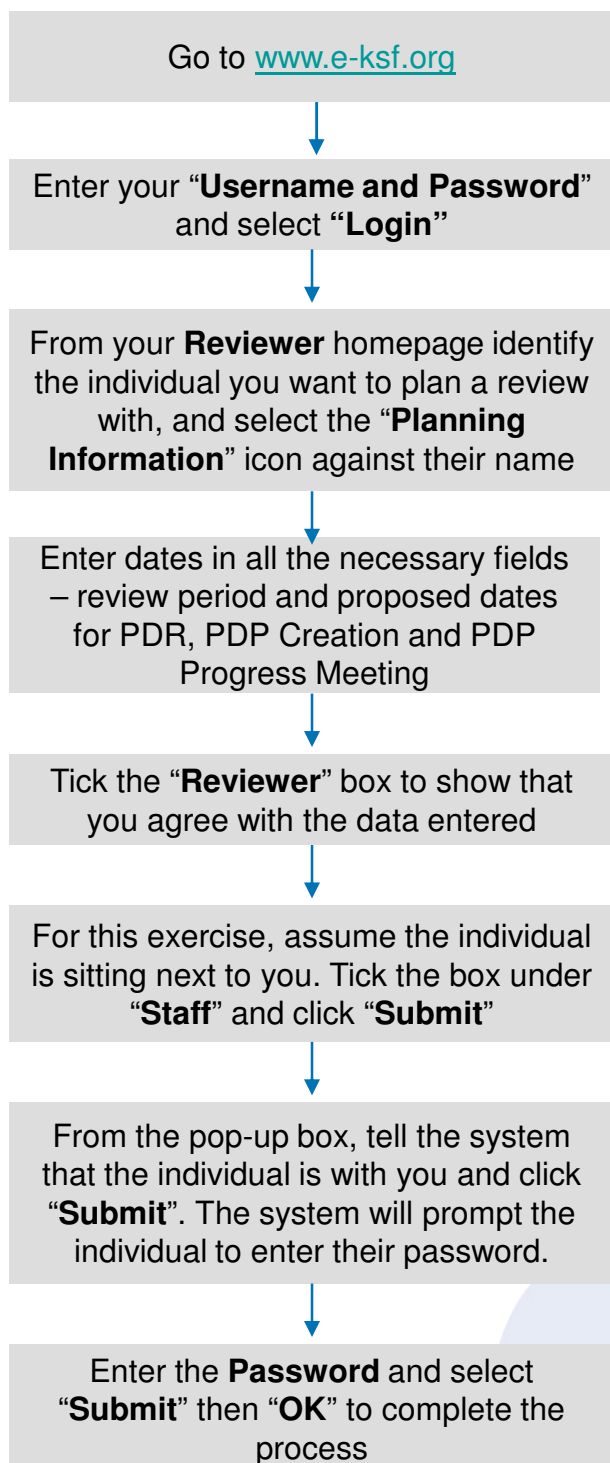 Go to www.e-ksf.org
Enter your “Username and Password”
and select “Login”
From your Reviewer homepage identify
the individual you want to plan a review
with, and select the “Planning
Information” icon against their name
Enter dates in all the necessary fields
– review period and proposed dates
for PDR, PDP Creation and PDP
Progress Meeting
Tick the “Reviewer” box to show that
you agree with the data entered
For this exercise, assume the individual
is sitting next to you. Tick the box under
“Staff” and click “Submit”
From the pop-up box, tell the system
that the individual is with you and click
“Submit”. The system will prompt the
individual to enter their password.
Enter the Password and select
“Submit” then “OK” to complete the
process